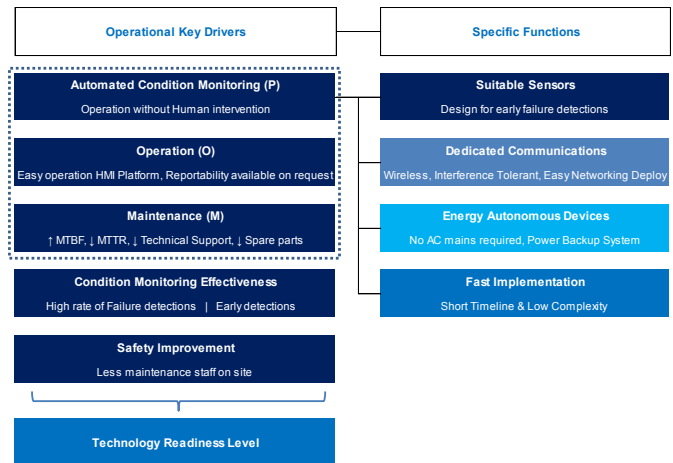 Operational Key Drivers
Specific Functions
Automated Condition Monitoring (P)
Operation without Human intervention
Operation (O)
Easy operation HMI Platform, Reportability available on request
Maintenance (M)
↑ MTBF, ↓ MTTR, ↓ Technical Support, ↓ Spare parts
Condition Monitoring Effectiveness
High rate of Failure detections | Early detections
Safety Improvement
Less maintenance staff on site
Technology Readiness Level
Suitable Sensors
Design for early failure detections
Dedicated Communications
Wireless, Interference Tolerant, Easy Networking Deploy
Energy Autonomous Devices
No AC mains required, Power Backup System
Fast Implementation
Short Timeline & Low Complexity